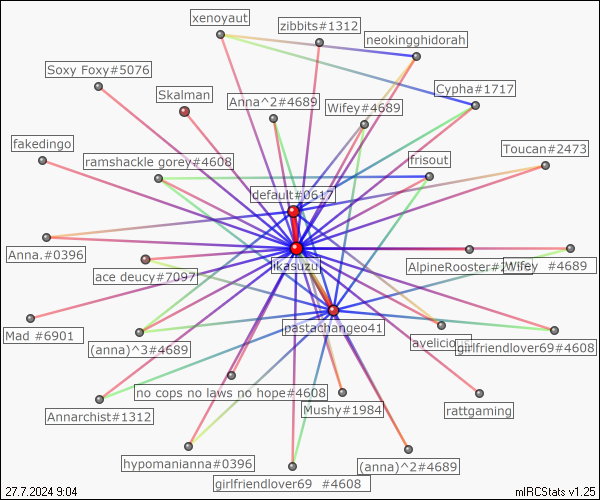 xenoyaut
zibbits#1312
neokingghidorah
Soxy Foxy#5076
Cypha#1717
Skalman
Anna^2#4689
Wifey#4689
fakedingo
Toucan#2473
ramshackle gorey#4608
frisout
default#0617
Anna.#0396
ikasuzu
AlpineRooster#2
Wifey #4689
ace deucy#7097
pastachangeo41
Mad #6901
(anna)^3#4689
avelicio
girlfriendlover69#4608
no cops no laws no hope#4608
Annarchist#1312
Mushy#1984
rattgaming
hypomanianna#0396
(anna)^2#4689
girlfriendlover69 #4608
27.7.2024 9:04
mIRCStats v1.25